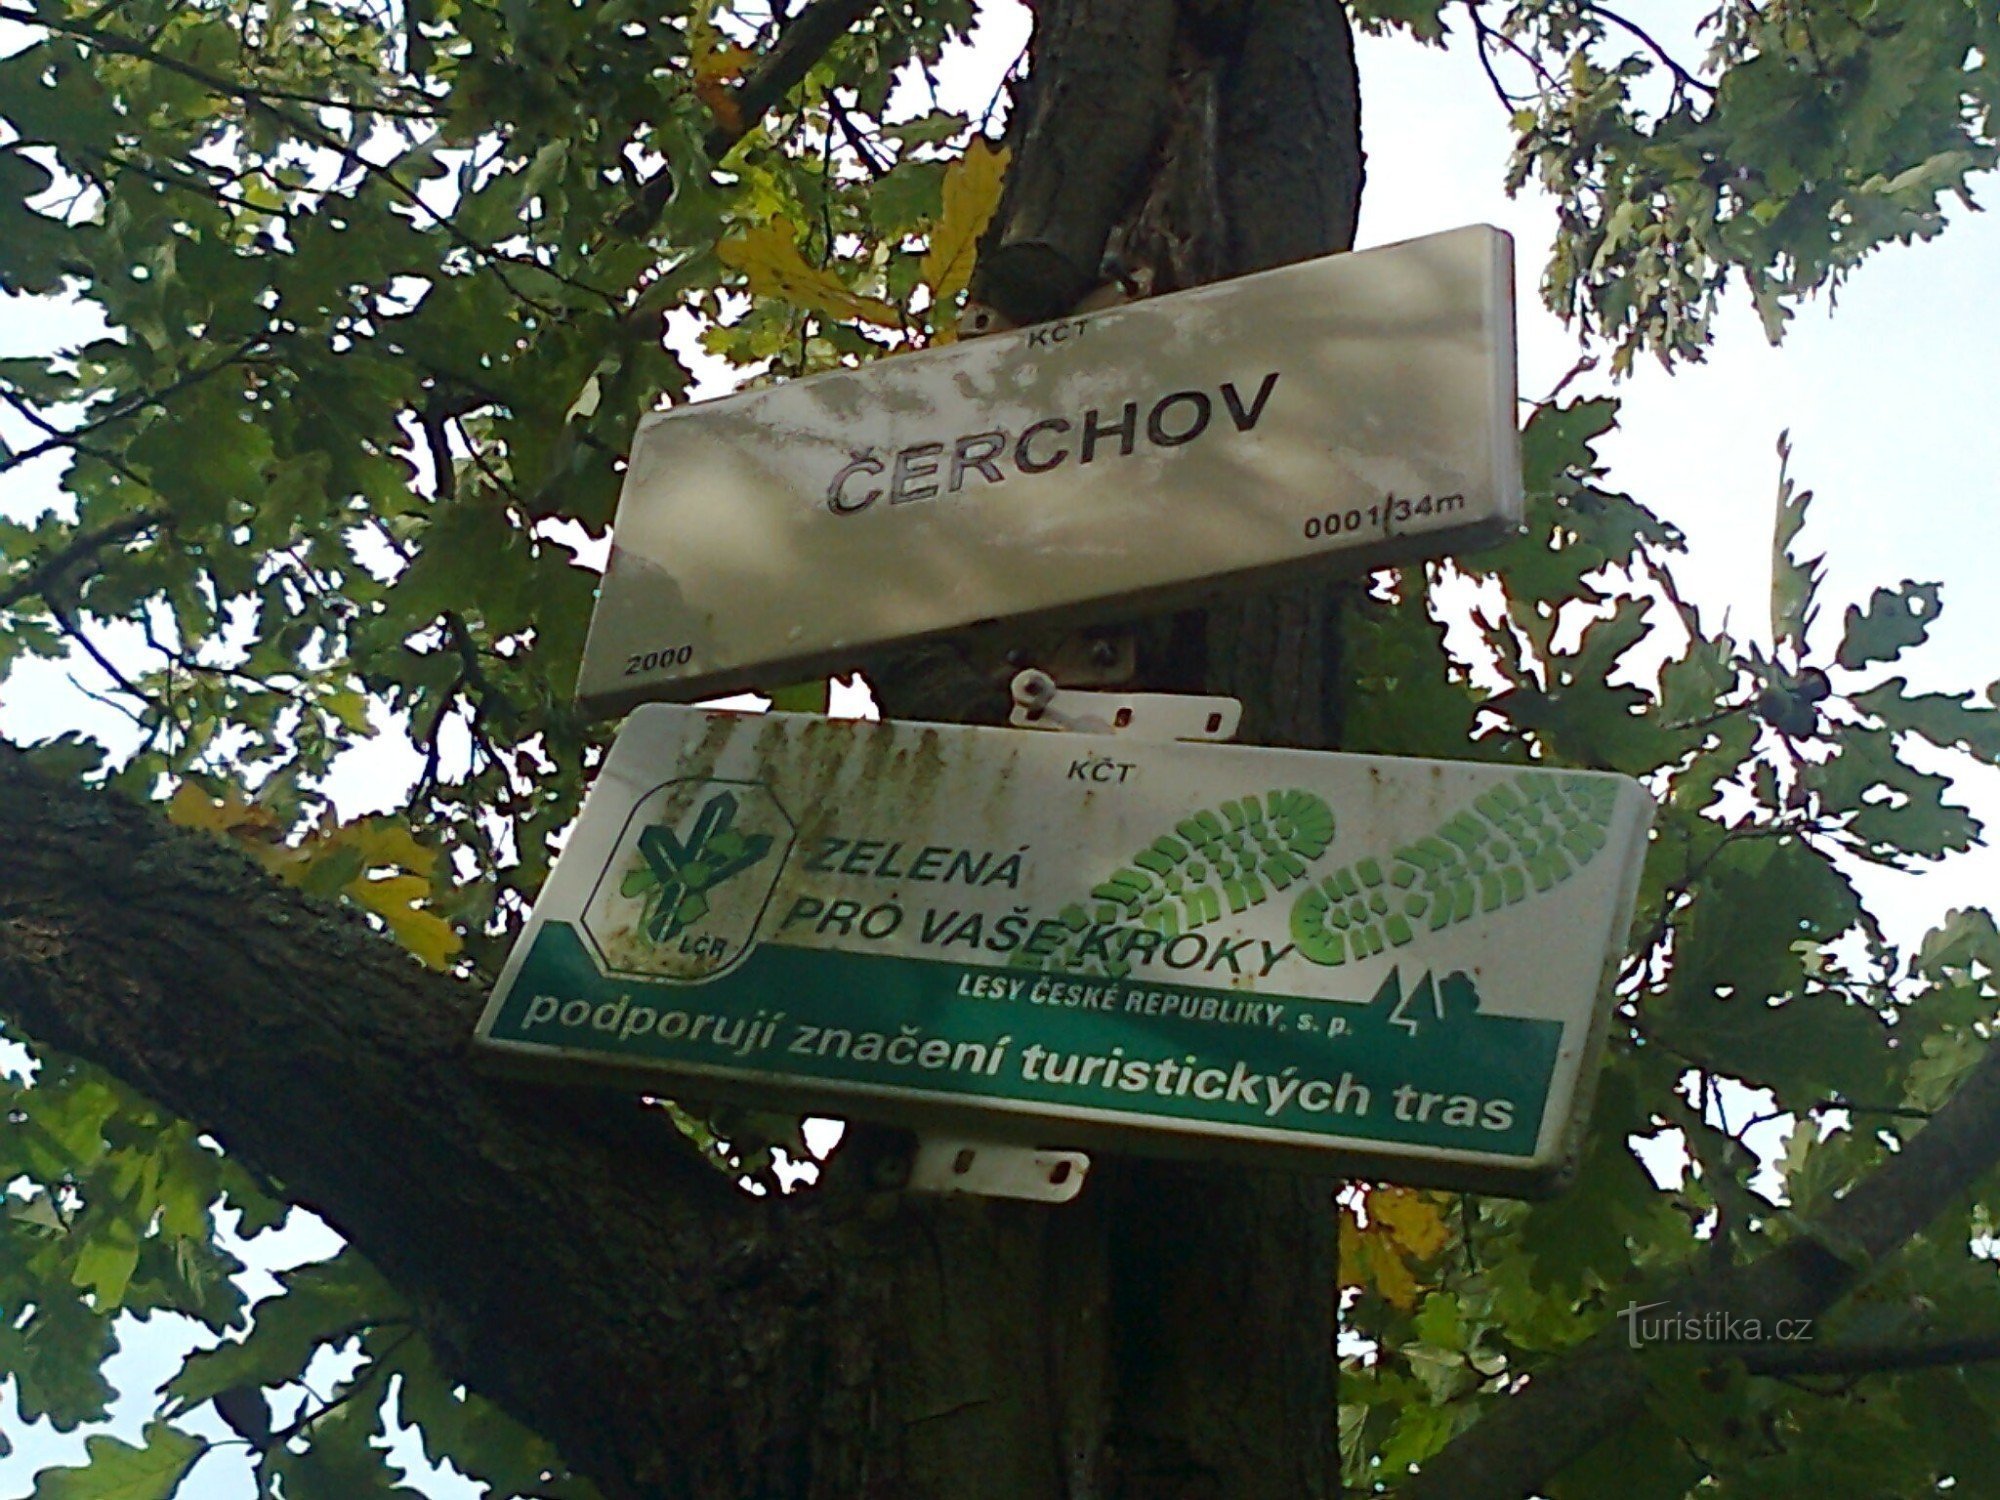 KČT
ČERCHOV
0001/34m
2000
KČT
ZELENÁ
PRO VAŠE KROKY
LČR
LESY ČESKÉ REPUBLIKY, s. p.
podporují značení turistických tras
Turistika.cz